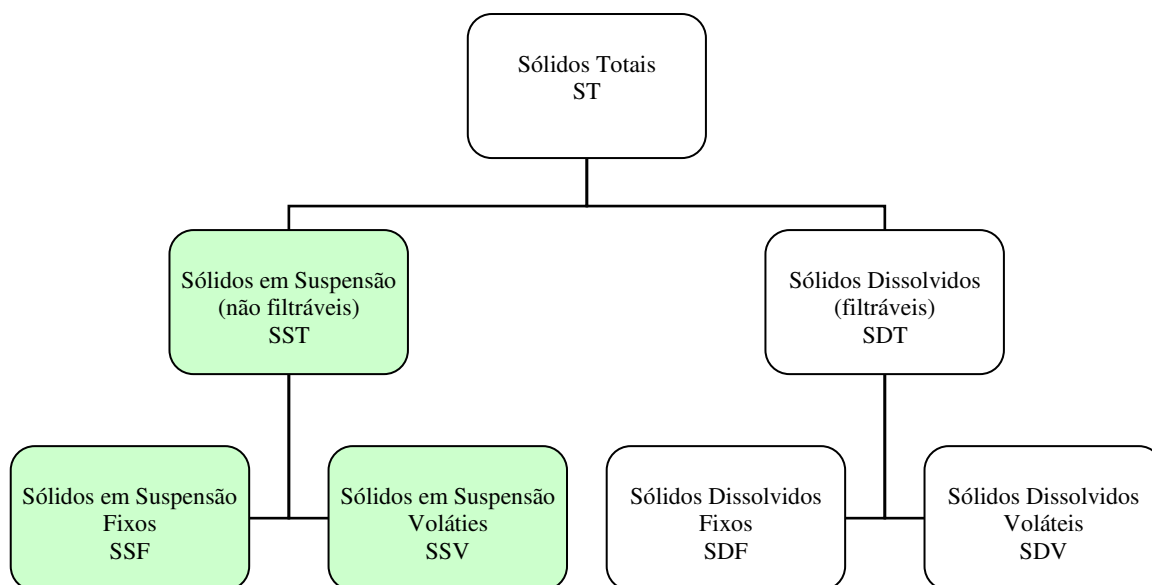 Sólidos Totais
ST
Sólidos em Suspensão
(não filtráveis)
SST
Sólidos Dissolvidos
(filtráveis)
SDT
Sólidos em Suspensão
Fixos
SSF
Sólidos em Suspensão
Voláties
SSV
Sólidos Dissolvidos
Fixos
SDF
Sólidos Dissolvidos
Voláteis
SDV